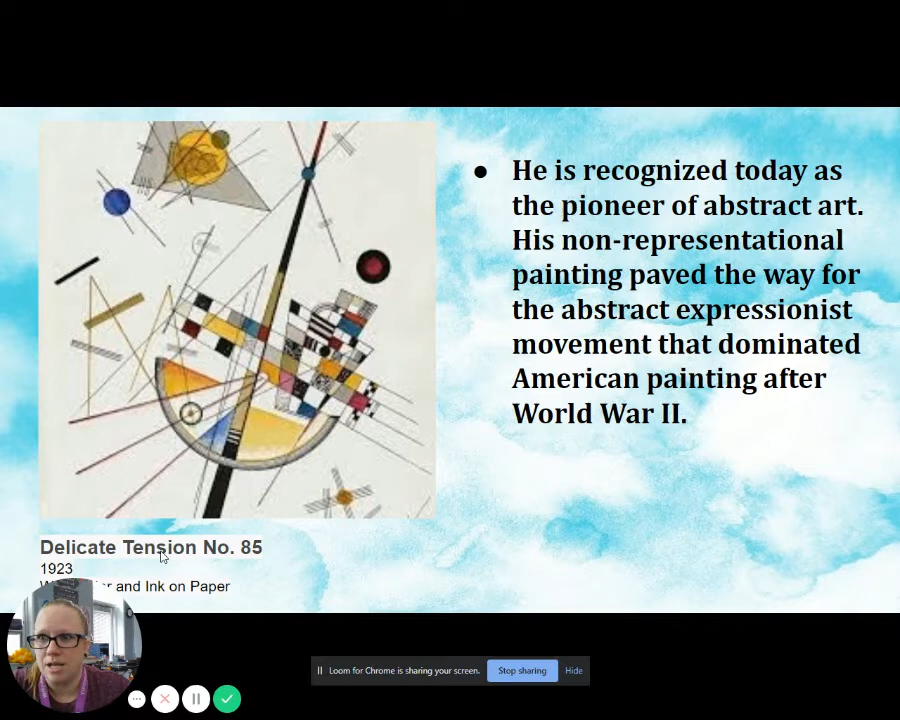 ● He is recognized today as
the pioneer of abstract art.
His non-representational
painting paved the way for
the abstract expressionist
movement that dominated
American painting after
World War II.
Delicate Tension No. 85
1923
and Ink on Paper
Loom for Chrome is sharing your screen. Stop sharing Hide